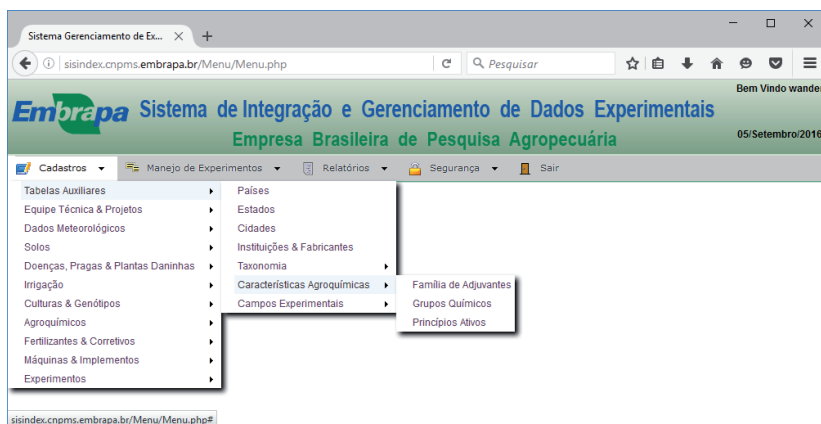 Sistema Gerenciamento de Ex...
sisindex.cnpms.embrapa.br/Menu/Menu.php
Pesquisar
Embrapa
Sistema de Integração e Gerenciamento de Dados Experimentais
Empresa Brasileira de Pesquisa Agropecuária
Bem Vindo wander
05/Setembro/2016
Cadastros Manejo de Experimentos Relatórios Segurança Sair
Tabelas Auxiliares
Equipe Técnica & Projetos
Dados Meteorológicos
Solos
Doenças, Pragas & Plantas Daninhas
Irrigação
Culturas & Genótipos
Agroquímicos
Fertilizantes & Corretivos
Máquinas & Implementos
Experimentos
Países
Estados
Cidades
Instituições & Fabricantes
Taxonomia
Características Agroquímicas
Campos Experimentais
Família de Adjuvantes
Grupos Químicos
Princípios Ativos
sisindex.cnpms.embrapa.br/Menu/Menu.php#